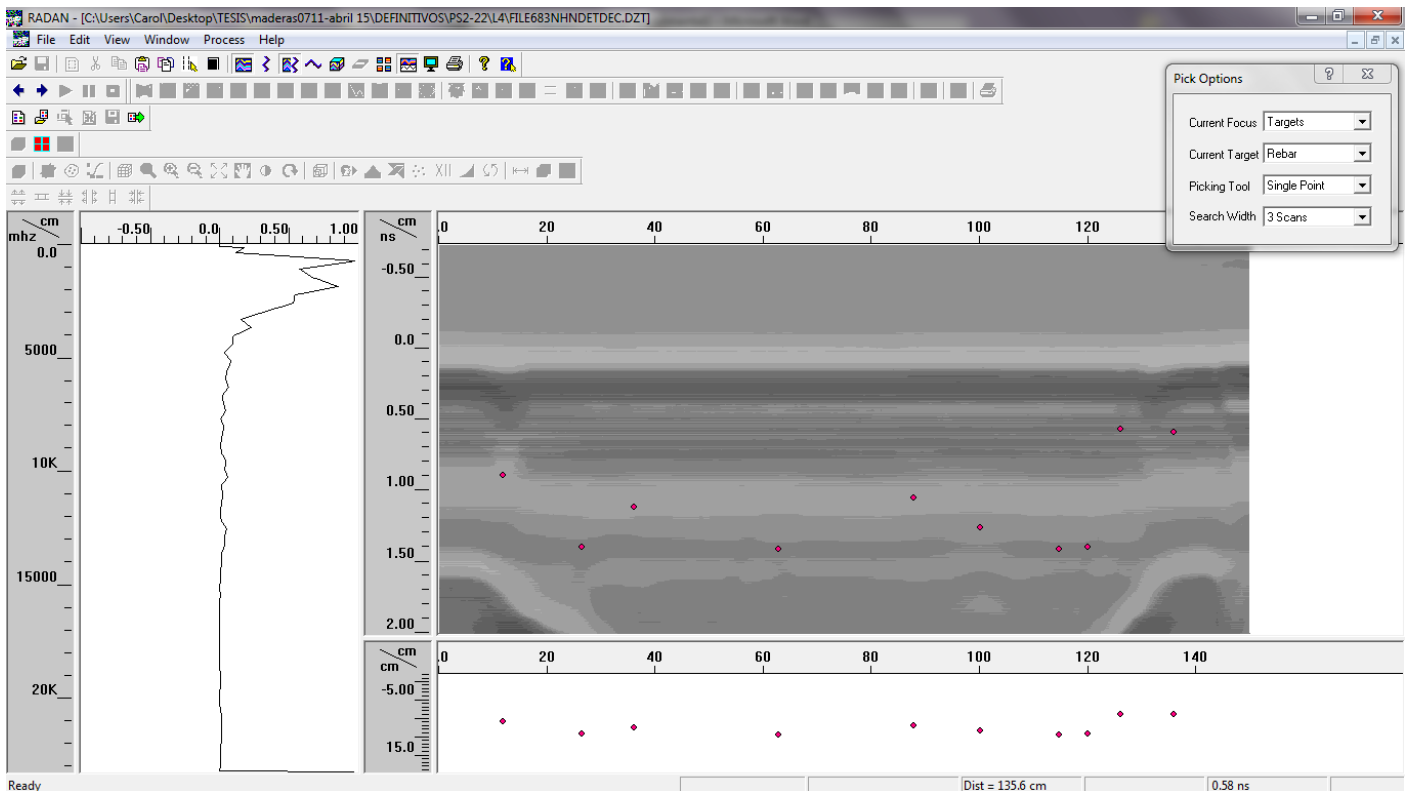 RADAN - [C:\Users\Carol\Desktop\TESIS\maderas0711-abril 15\DEFINITIVOS\PS2-22\L4\FILE683NHNDETDEC.DZT]
File Edit View Window Process Help
Pick Options
Current Focus Targets
Current Target Rebar
Picking Tool Single Point
Search Width 3 Scans
cm
mhz
-0.50 0.0 0.50 1.00
0.0
5000
10K
15000
20K
cm
ns
.0 20 40 60 80 100 120
-0.50
0.0
0.50
1.00
1.50
2.00
cm
cm
.0 20 40 60 80 100 120 140
-5.00
15.0
Ready Dist = 135.6 cm 0.58 ns